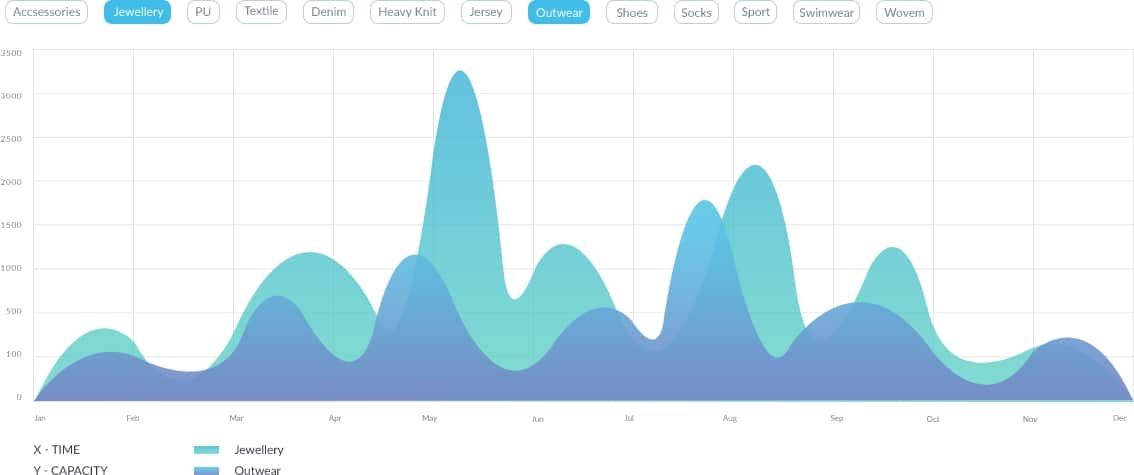 Accsessories Jewellery PU Textile Denim Heavy Knit Jersey Outwear Shoes Socks Sport Swimwear Wovem
3500
3000
2500
2000
1500
1000
500
100
0
Jan Feb Mar Apr May Jun Jul Aug Sep Oct Nov Dec
X - TIME Jewellery
Y - CAPACITY Outwear